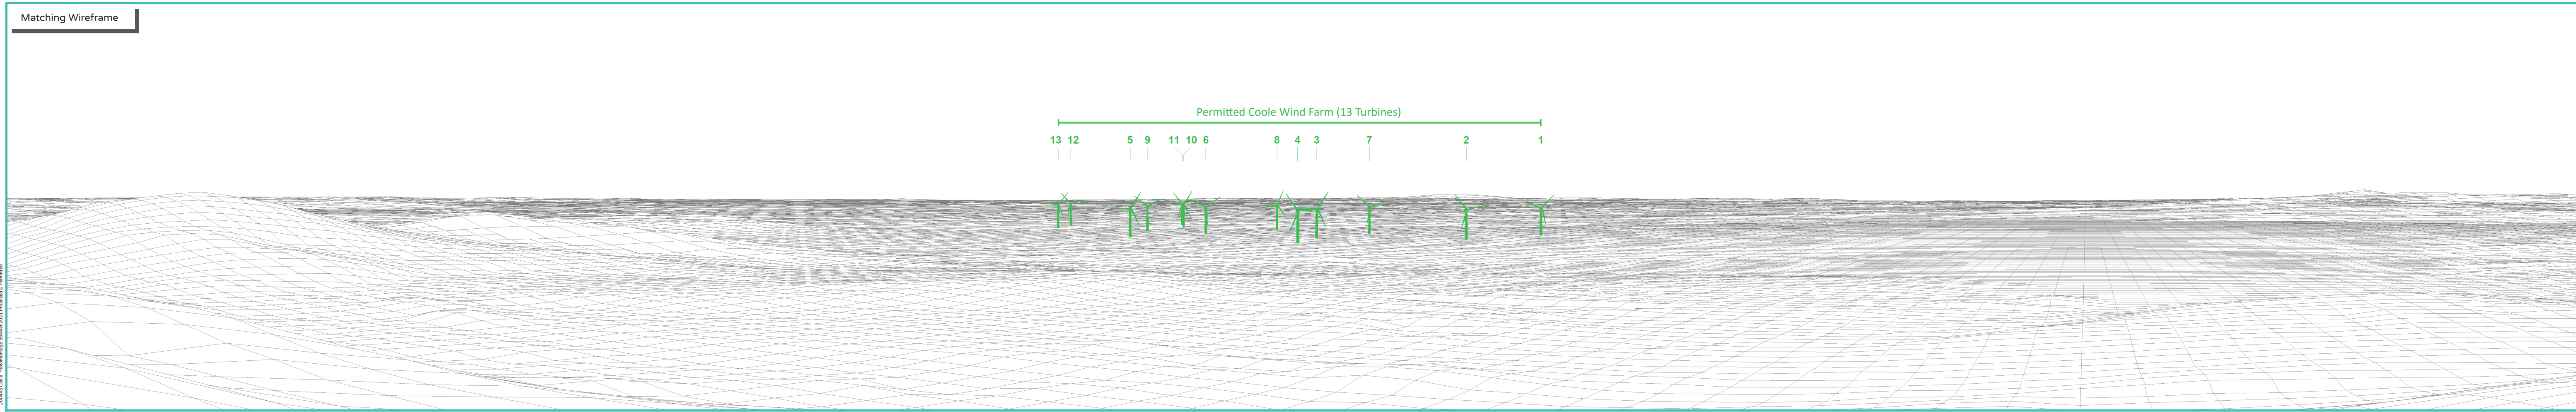 Matching Wireframe
Permitted Coole Wind Farm (13 Turbines)
13 12 5 9 11 10 6 8 4 3 7 2 1